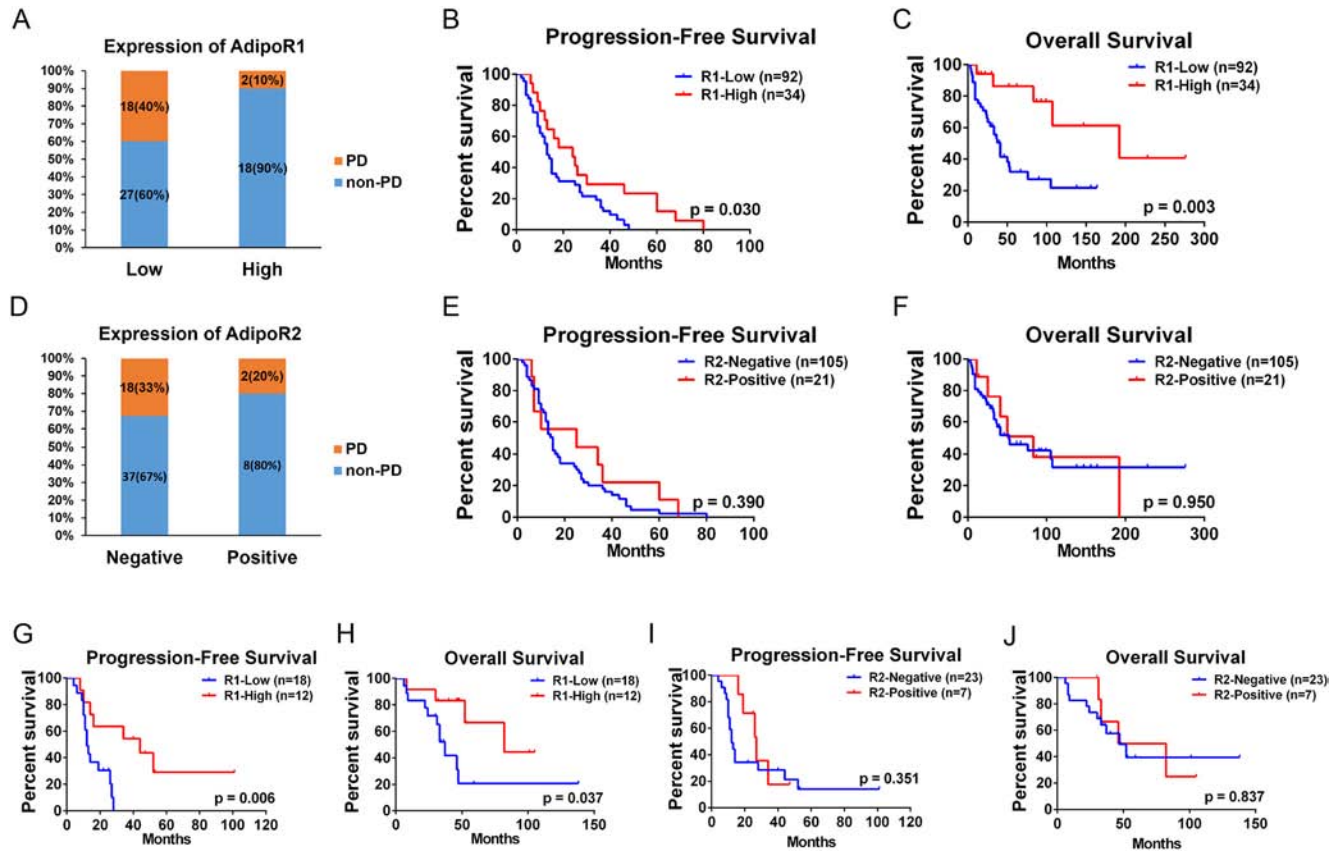 A
Expression of AdipoR1
100%
90%
80%
70%
60%
50%
40%
30%
20%
10%
0%
18(40%)
27(60%)
2(10%)
18(90%)
PD
non-PD
Low High
B
Progression-Free Survival
R1-Low (n=92)
R1-High (n=34)
Percent survival
100
80
60
40
20
0
p = 0.030
0 20 40 60 80 100
Months
C
Overall Survival
R1-Low (n=92)
R1-High (n=34)
Percent survival
100
80
60
40
20
0
p = 0.003
0 50 100 150 200 250 300
Months
D
Expression of AdipoR2
100%
90%
80%
70%
60%
50%
40%
30%
20%
10%
0%
18(33%)
37(67%)
2(20%)
8(80%)
PD
non-PD
Negative Positive
E
Progression-Free Survival
R2-Negative (n=105)
R2-Positive (n=21)
Percent survival
100
80
60
40
20
0
p = 0.390
0 20 40 60 80 100
Months
F
Overall Survival
R2-Negative (n=105)
R2-Positive (n=21)
Percent survival
100
80
60
40
20
0
p = 0.950
0 100 200 300
Months
G
Progression-Free Survival
R1-Low (n=18)
R1-High (n=12)
Percent survival
100
80
60
40
20
0
p = 0.006
0 20 40 60 80 100 120
Months
H
Overall Survival
R1-Low (n=18)
R1-High (n=12)
Percent survival
100
80
60
40
20
0
p = 0.037
0 50 100 150
Months
I
Progression-Free Survival
R2-Negative (n=23)
R2-Positive (n=7)
Percent survival
100
80
60
40
20
0
p = 0.351
0 20 40 60 80 100 120
Months
J
Overall Survival
R2-Negative (n=23)
R2-Positive (n=7)
Percent survival
100
80
60
40
20
0
p = 0.837
0 50 100 150
Months